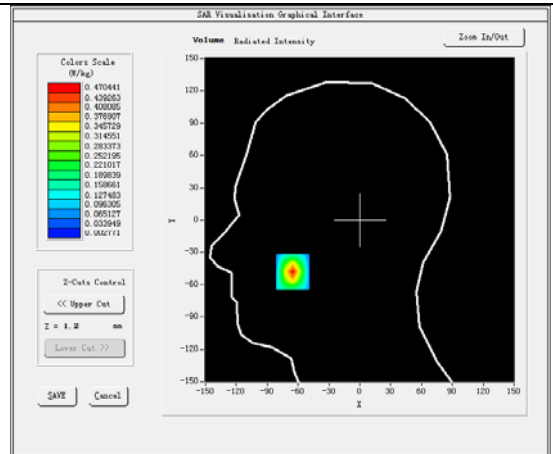 SAR Visualisation Graphical Interface
Volume Radiated Intensity
Zoom In/Out
Colors Scale
(W/kg)
0.470441
0.439263
0.408085
0.376907
0.345729
0.314551
0.283373
0.252195
0.221017
0.189839
0.158661
0.127483
0.096305
0.065127
0.033949
0.002771
Z-Cuts Control
<< Upper Cut
Z = 1.2 mm
Lower Cut >>
SAVE Cancel
150
120
90
60
30
0
-30
-60
-90
-120
-150
Y
-150 -120 -90 -60 -30 0 30 60 90 120 150
X